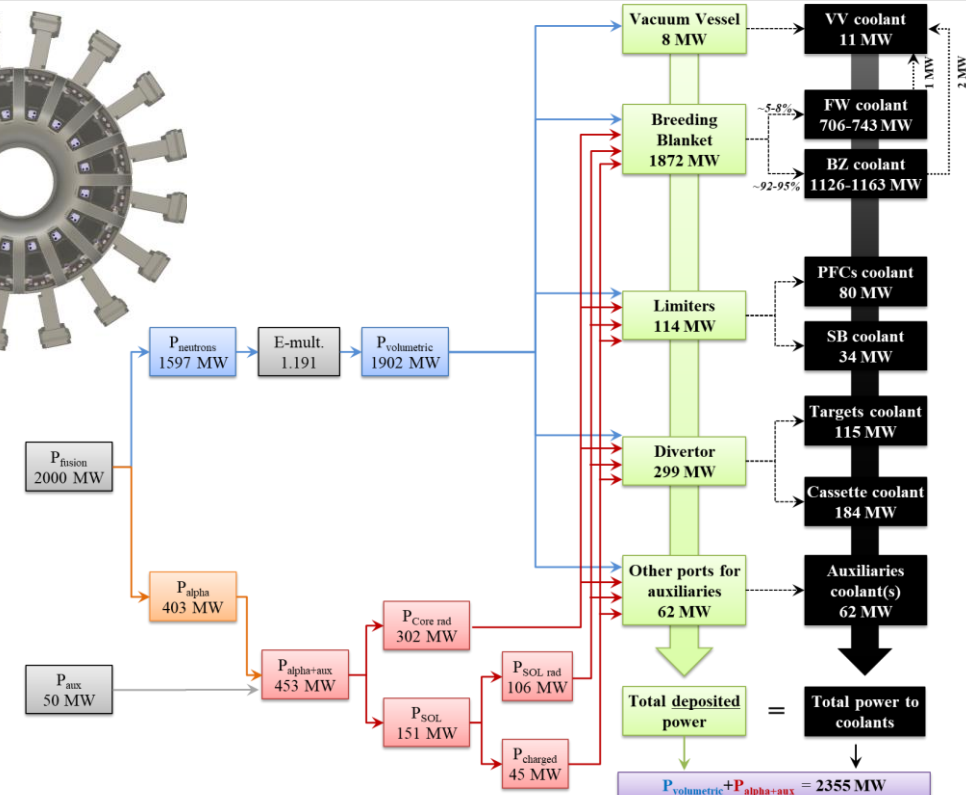 Vacuum Vessel
8 MW
VV coolant
11 MW
1 MW
2 MW
Breeding
Blanket
1872 MW
~5-8%
FW coolant
706-743 MW
~92-95%
BZ coolant
1126-1163 MW
Limiters
114 MW
PFCs coolant
80 MW
SB coolant
34 MW
Pneutrons
1597 MW
E-mult.
1.191
Pvolumetric
1902 MW
Divertor
299 MW
Targets coolant
115 MW
Cassette coolant
184 MW
Pfusion
2000 MW
Other ports for
auxiliaries
62 MW
Auxiliaries
coolant(s)
62 MW
Palpha
403 MW
PCore rad
302 MW
Palpha+aux
453 MW
Paux
50 MW
PSOL rad
106 MW
PSOL
151 MW
Pcharged
45 MW
Total deposited
power
=
Total power to
coolants
Pvolumetric+Palpha+aux = 2355 MW